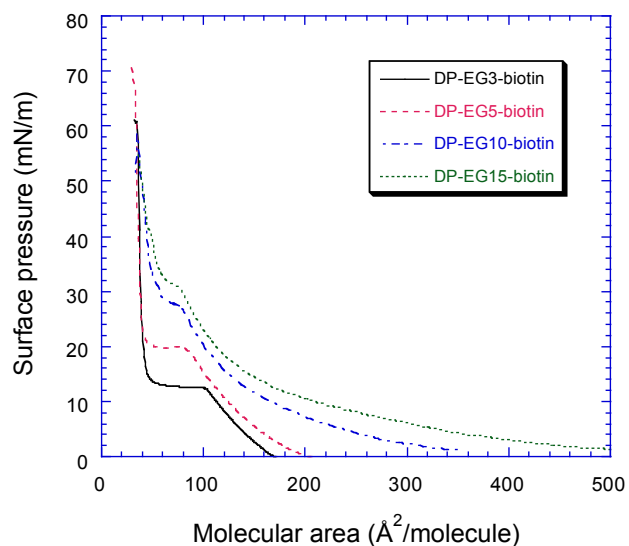 80
70
60
50
40
30
20
10
0
Surface pressure (mN/m)
DP-EG3-biotin
DP-EG5-biotin
DP-EG10-biotin
DP-EG15-biotin
0 100 200 300 400 500
Molecular area (Å²/molecule)